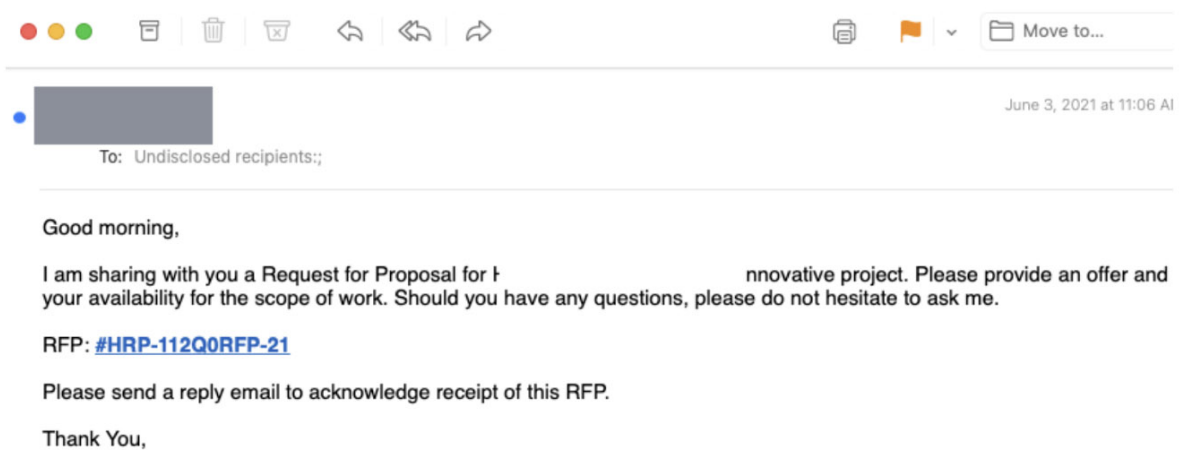 Move to...
June 3, 2021 at 11:06 AI
To: Undisclosed recipients:;
Good morning,
I am sharing with you a Request for Proposal for nnovative project. Please provide an offer and
your availability for the scope of work. Should you have any questions, please do not hesitate to ask me.
RFP: #HRP-112Q0RFP-21
Please send a reply email to acknowledge receipt of this RFP.
Thank You,